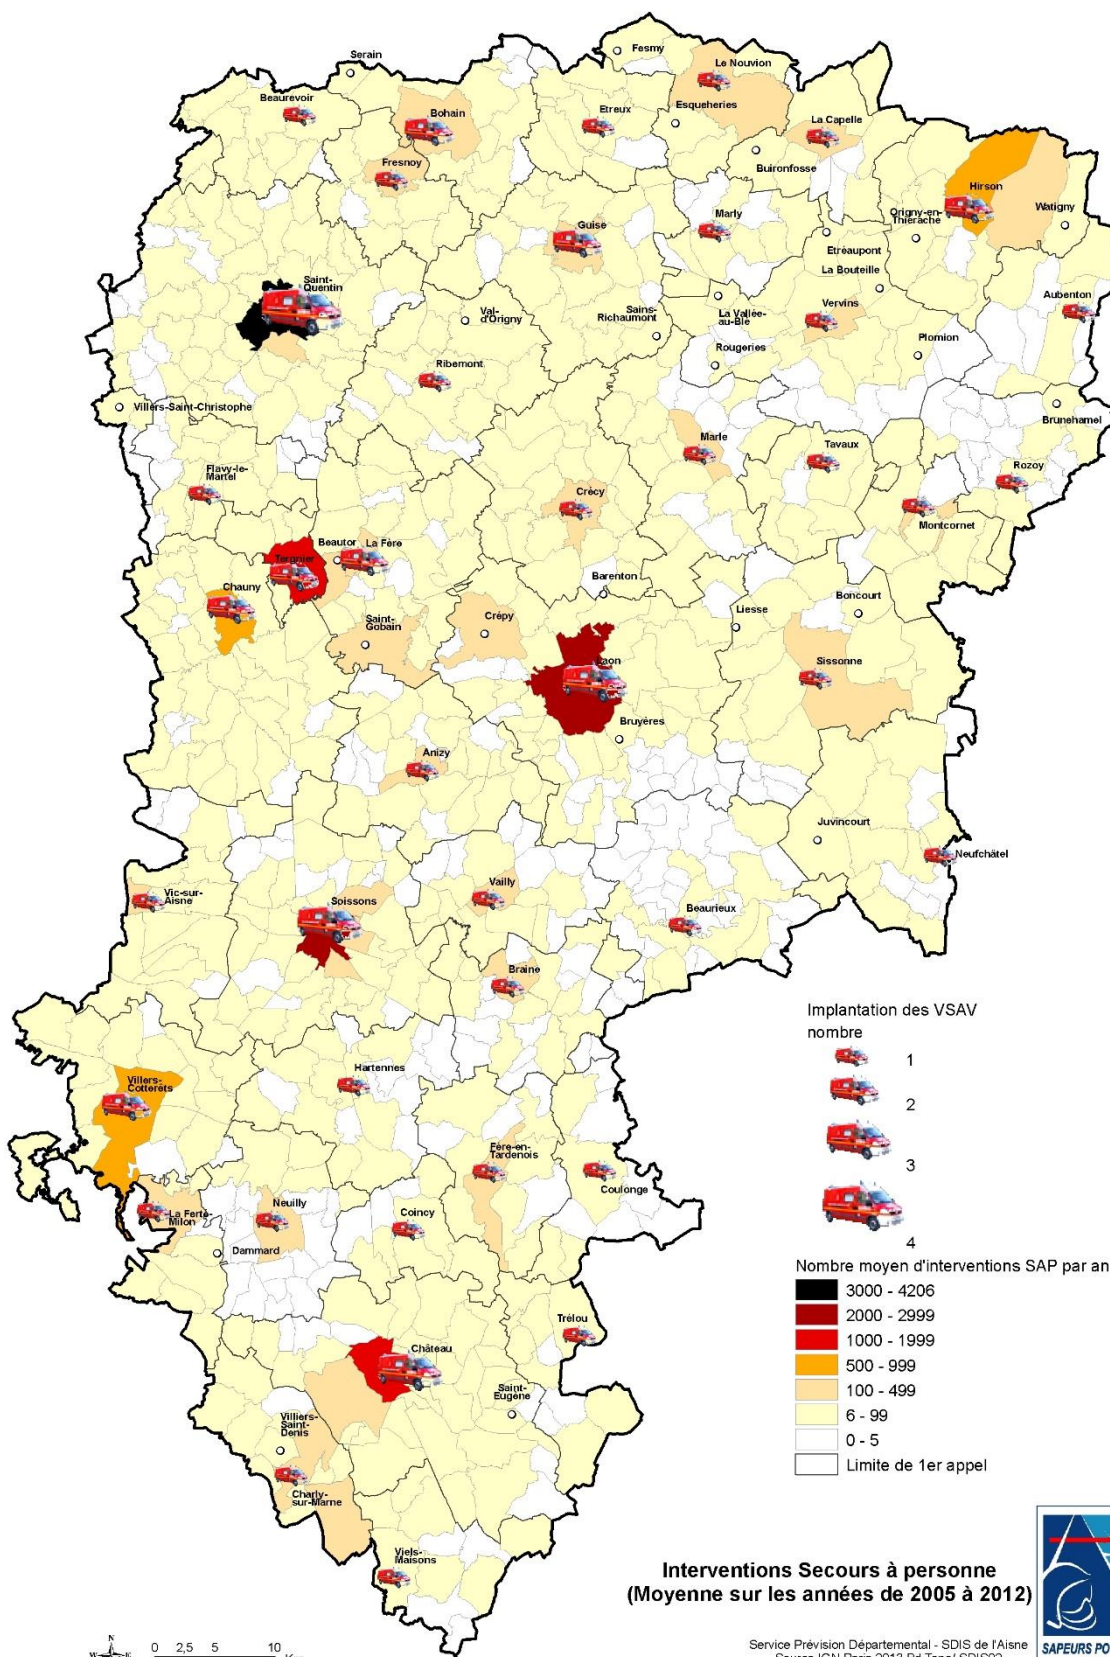 Fesmy
Serain
Le Nouvion
Beaurevoir
Bohain
Etreux
Esqueheries
La Capelle
Fresnoy
Buironfosse
Hirson
Marly
Origny-en-
Thiérache
Watigny
Guise
Etréaupont
La Bouteille
Saint-
Quentin
Val-
d'Origny
Sains-
Richaumont
La Vallée-
au-Blé
Vervins
Aubenton
Plomion
Rougeries
Ribemont
Villers-Saint-Christophe
Brunehamel
Marle
Tavaux
Flavy-le-
Martel
Rozoy
Crécy
Montcornet
Beautor
La Fère
Tergnier
Barenton
Chauny
Boncourt
Liesse
Saint-
Gobain
Crépy
Laon
Sissonne
Bruyères
Anizy
Juvincourt
Neufchâtel
Vic-sur-
Aisne
Soissons
Vailly
Beaurieux
Braine
Hartennes
Villers-
Cotterêts
Fère-en-
Tardenois
Coulonge
La Ferté-
Milon
Neuilly
Coincy
Dammard
Trélou
Château
Saint-
Eugène
Villiers-
Saint-
Denis
Charly-
sur-Marne
Viels-
Maisons
Implantation des VSAV
nombre
1
2
3
4
Nombre moyen d'interventions SAP par an
3000 - 4206
2000 - 2999
1000 - 1999
500 - 999
100 - 499
6 - 99
0 - 5
Limite de 1er appel
Interventions Secours à personne
(Moyenne sur les années de 2005 à 2012)
SAPEURS PO
Service Prévision Départemental - SDIS de l'Aisne
N
0 2,5 5 10